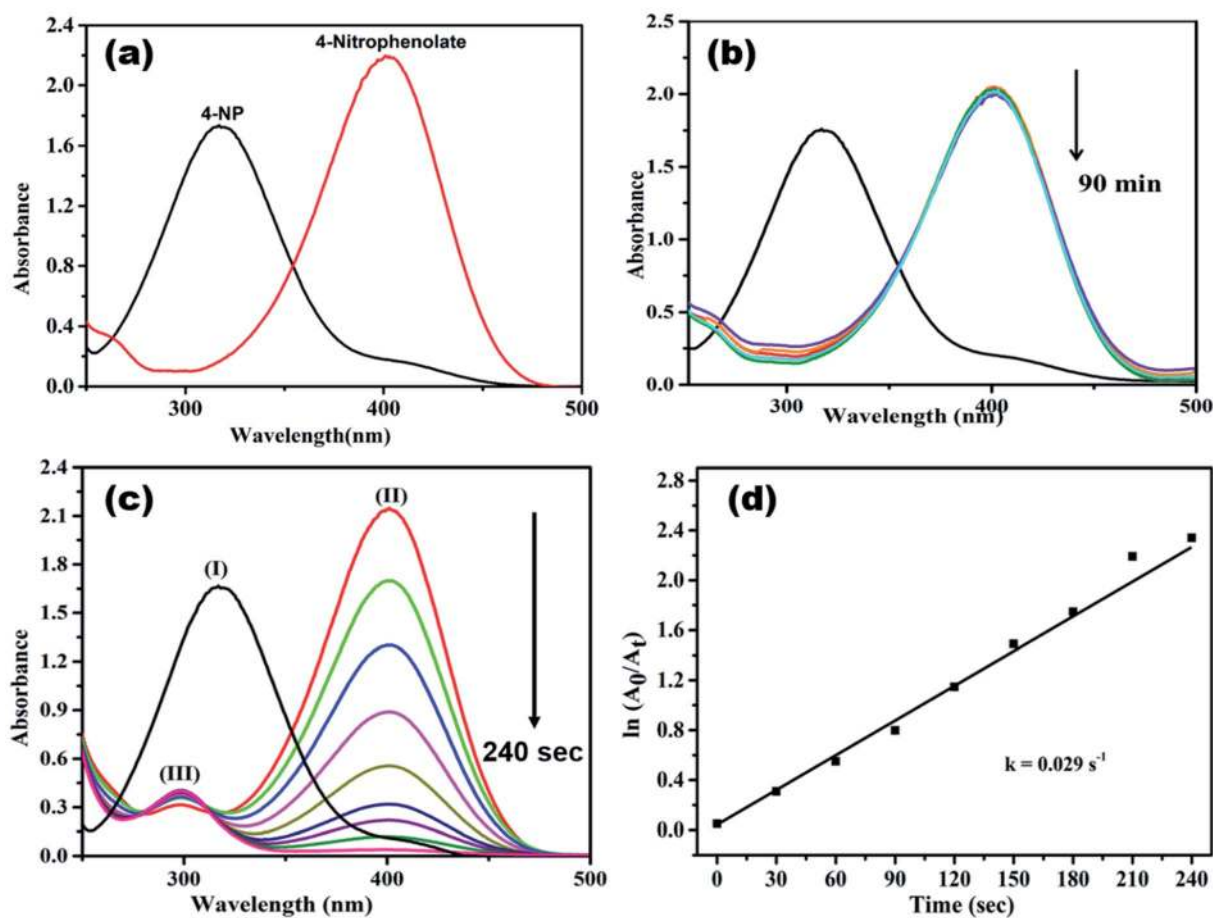 (a)
4-Nitrophenolate
4-NP
2.4
2.0
1.6
1.2
0.8
0.4
0.0
Absorbance
300
400
500
Wavelength(nm)
(b)
90 min
2.5
2.0
1.5
1.0
0.5
0.0
Absorbance
300
400
500
Wavelength (nm)
(c)
(I)
(II)
(III)
240 sec
2.4
2.1
1.8
1.5
1.2
0.9
0.6
0.3
0.0
Absorbance
300
400
500
Wavelength (nm)
(d)
k = 0.029 s⁻¹
2.8
2.4
2.0
1.6
1.2
0.8
0.4
0.0
ln (A₀/Aₜ)
0 30 60 90 120 150 180 210 240
Time (sec)